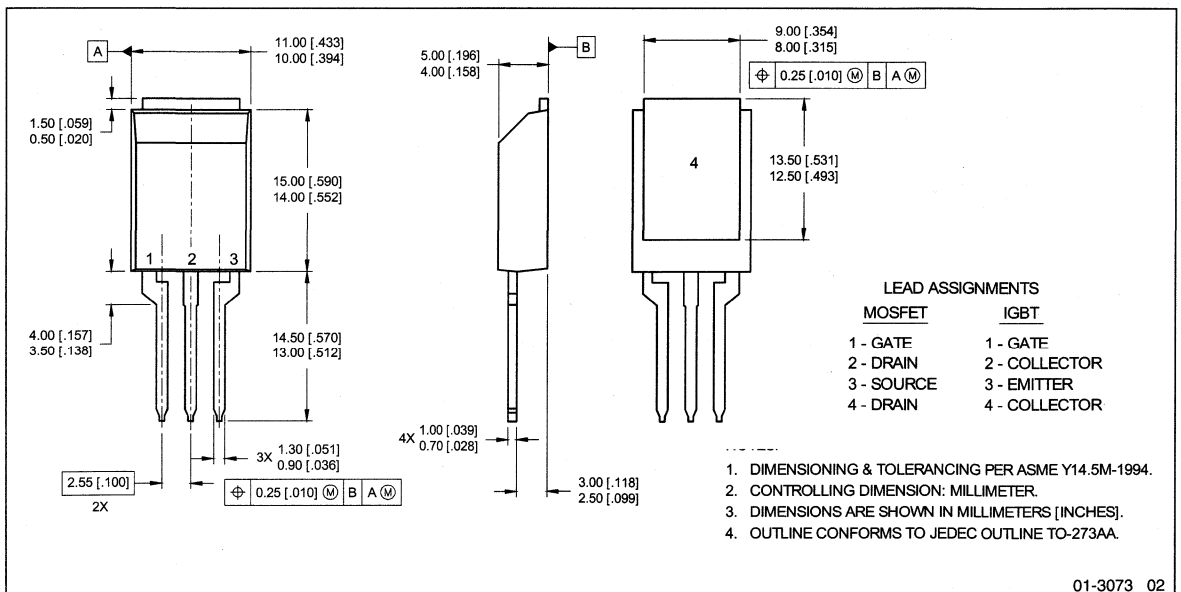 A
11.00 [.433]
10.00 [.394]
1.50 [.059]
0.50 [.020]
15.00 [.590]
14.00 [.552]
1 2 3
4.00 [.157]
3.50 [.138]
14.50 [.570]
13.00 [.512]
3X 1.30 [.051]
0.90 [.036]
2.55 [.100]
2X
⌖ 0.25 [.010] Ⓜ B A Ⓜ
5.00 [.196]
4.00 [.158]
B
4X 1.00 [.039]
0.70 [.028]
3.00 [.118]
2.50 [.099]
9.00 [.354]
8.00 [.315]
⌖ 0.25 [.010] Ⓜ B A Ⓜ
4
13.50 [.531]
12.50 [.493]
LEAD ASSIGNMENTS
MOSFET IGBT
1 - GATE 1 - GATE
2 - DRAIN 2 - COLLECTOR
3 - SOURCE 3 - EMITTER
4 - DRAIN 4 - COLLECTOR
1. DIMENSIONING & TOLERANCING PER ASME Y14.5M-1994.
2. CONTROLLING DIMENSION: MILLIMETER.
3. DIMENSIONS ARE SHOWN IN MILLIMETERS [INCHES].
4. OUTLINE CONFORMS TO JEDEC OUTLINE TO-273AA.
01-3073 02